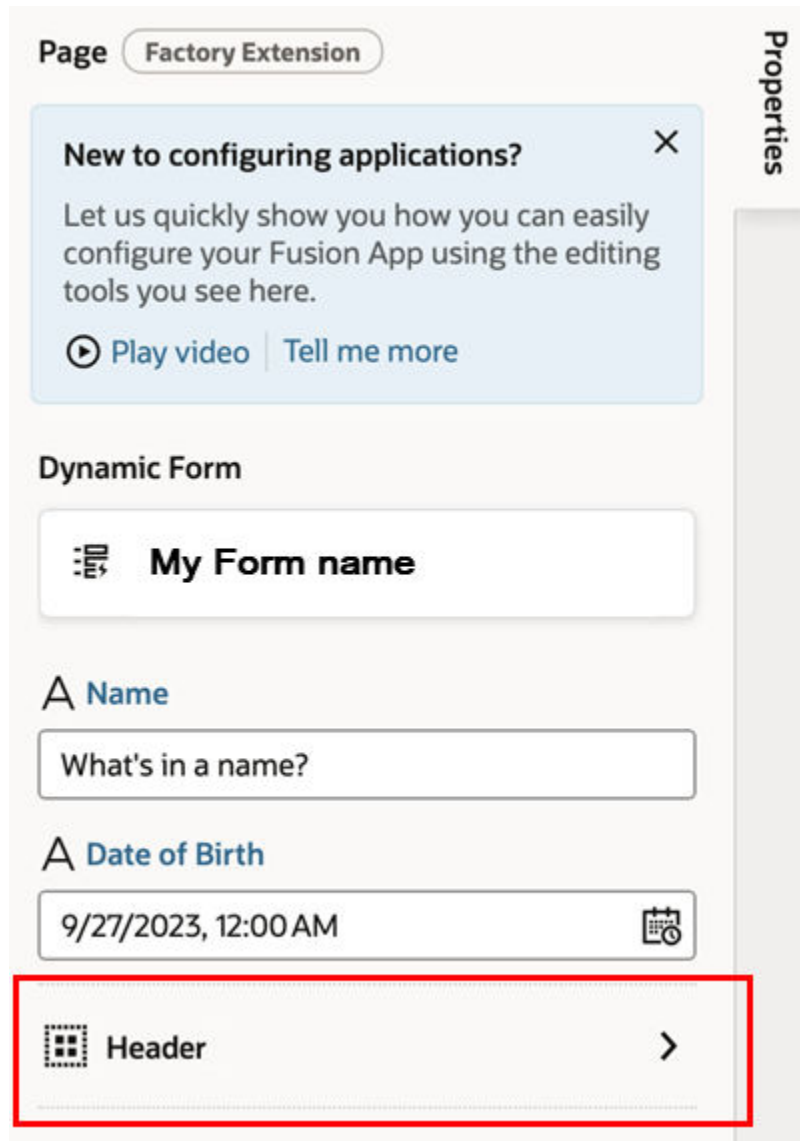 Page Factory Extension
Properties
New to configuring applications?
Let us quickly show you how you can easily
configure your Fusion App using the editing
tools you see here.
Play video Tell me more
Dynamic Form
My Form name
A Name
What's in a name?
A Date of Birth
9/27/2023, 12:00 AM
Header